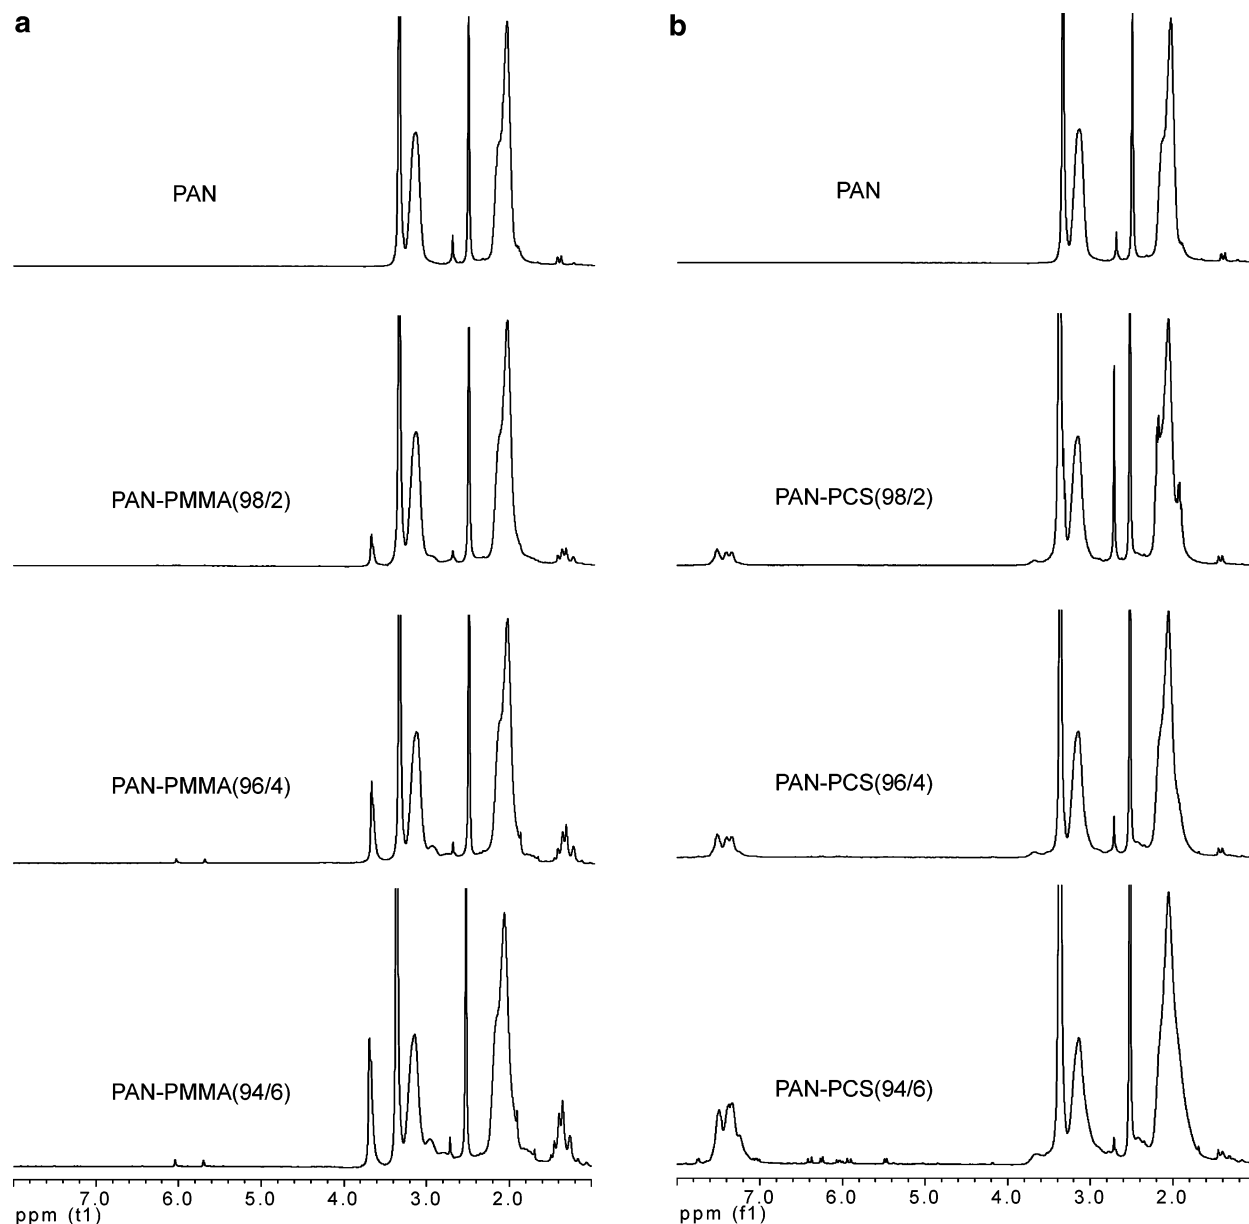 a
PAN
PAN-PMMA(98/2)
PAN-PMMA(96/4)
PAN-PMMA(94/6)
7.0 6.0 5.0 4.0 3.0 2.0
ppm (t1)
b
PAN
PAN-PCS(98/2)
PAN-PCS(96/4)
PAN-PCS(94/6)
7.0 6.0 5.0 4.0 3.0 2.0
ppm (f1)